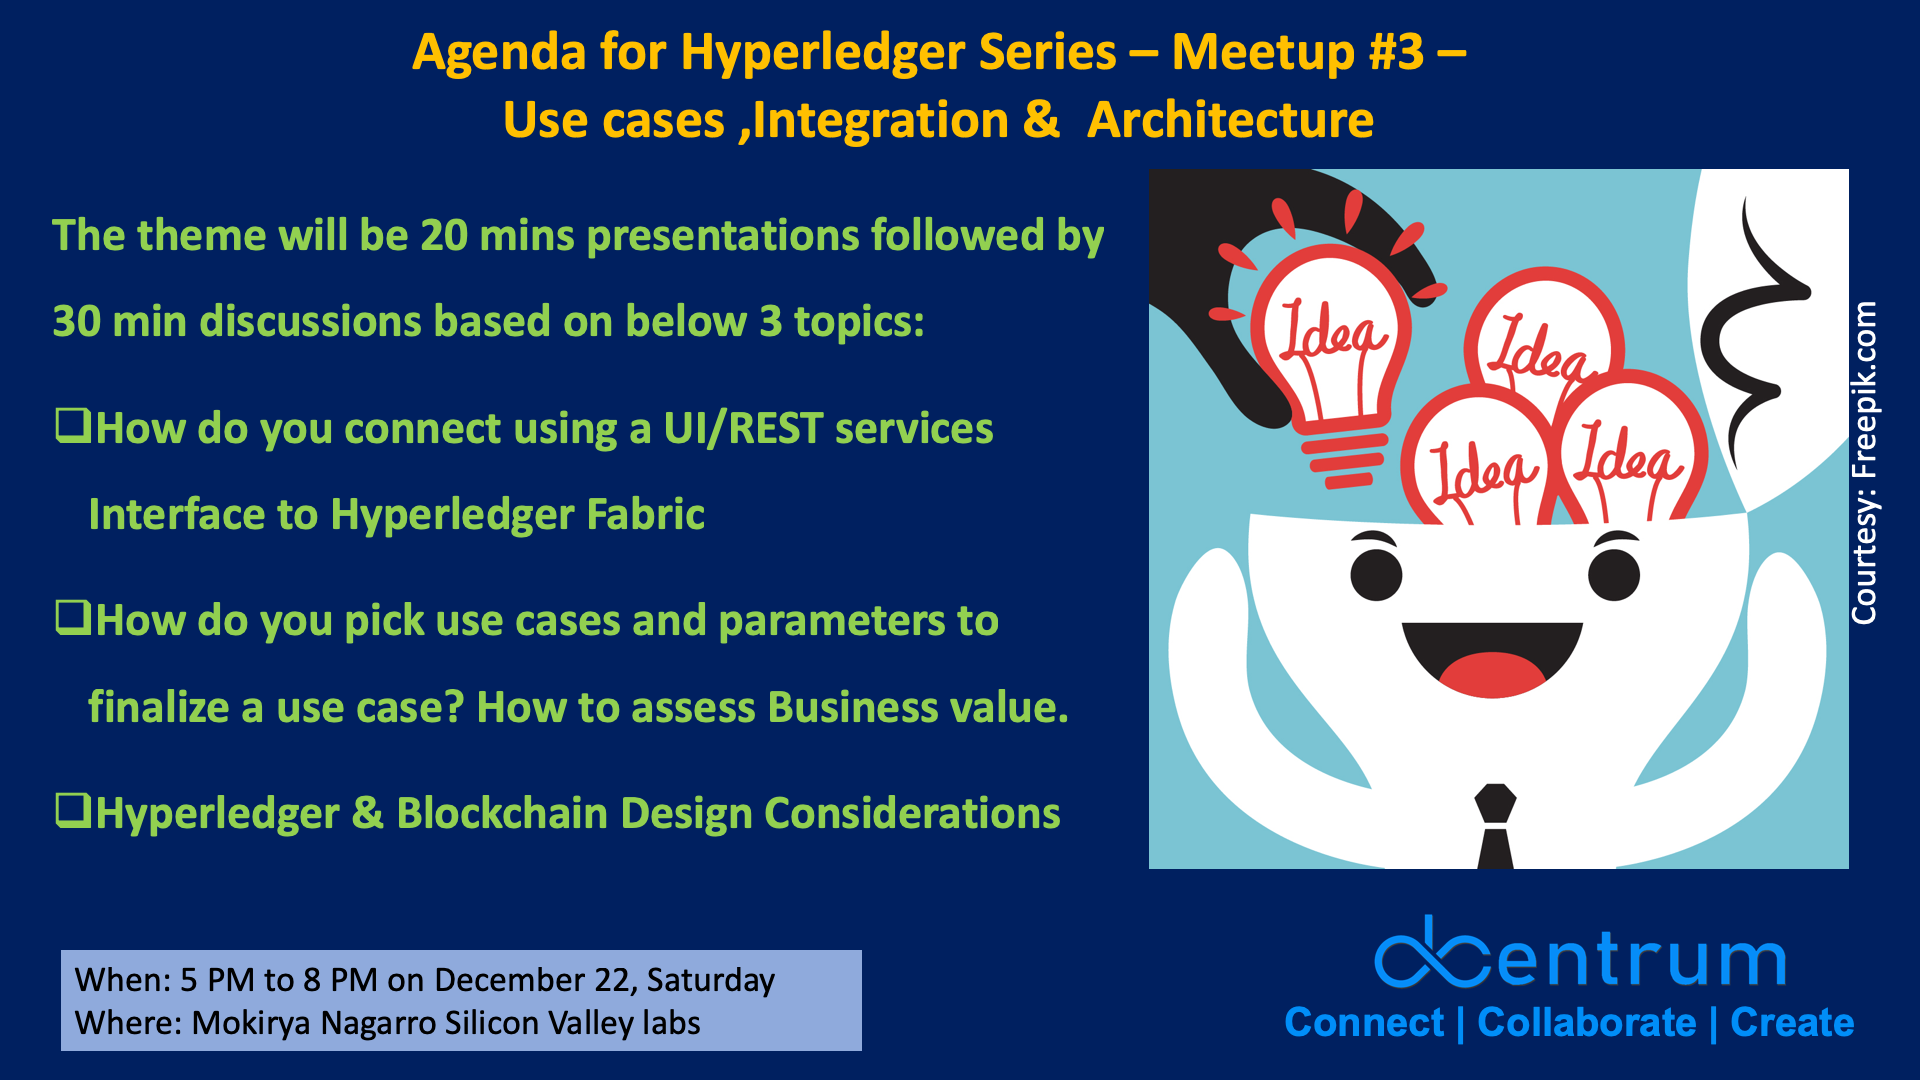 Agenda for Hyperledger Series – Meetup #3 –
Use cases ,Integration &  Architecture
The theme will be 20 mins presentations followed by
30 min discussions based on below 3 topics:
❑How do you connect using a UI/REST services
Interface to Hyperledger Fabric
❑How do you pick use cases and parameters to
finalize a use case? How to assess Business value.
❑Hyperledger & Blockchain Design Considerations
Idea
Idea
Idea
Idea
Courtesy: Freepik.com
When: 5 PM to 8 PM on December 22, Saturday
Where: Mokirya Nagarro Silicon Valley labs
dcentrum
Connect | Collaborate | Create